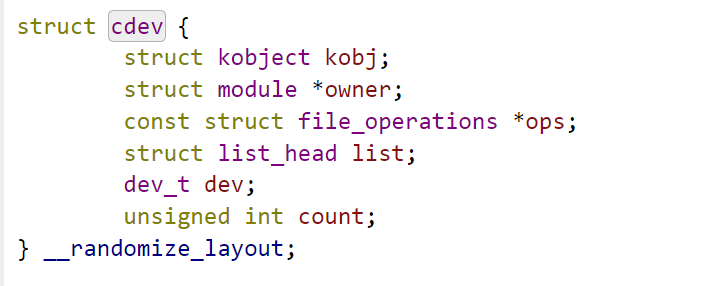 struct cdev {
struct kobject kobj;
struct module *owner;
const struct file_operations *ops;
struct list_head list;
dev_t dev;
unsigned int count;
} __randomize_layout;